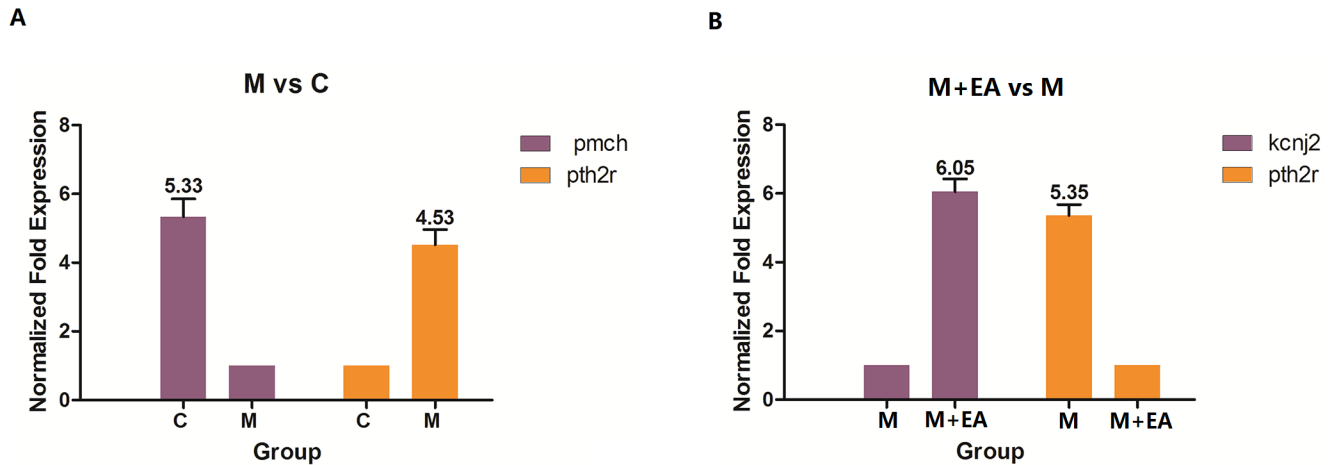 A
M vs C
Normalized Fold Expression
8
6
4
2
0
5.33
4.53
C
M
C
M
Group
pmch
pth2r
B
M+EA vs M
Normalized Fold Expression
8
6
4
2
0
6.05
5.35
M
M+EA
M
M+EA
Group
kcnj2
pth2r